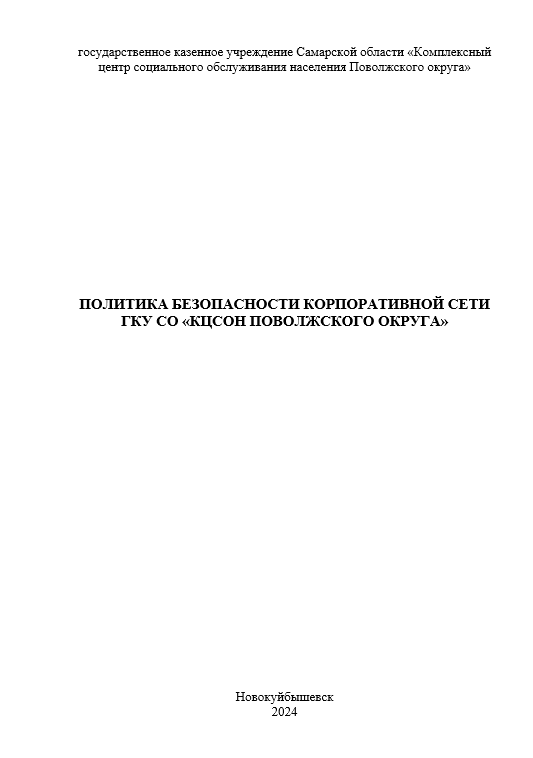 государственное казенное учреждение Самарской области «Комплексный
центр социального обслуживания населения Поволжского округа»
ПОЛИТИКА БЕЗОПАСНОСТИ КОРПОРАТИВНОЙ СЕТИ
ГКУ СО «КЦСОН ПОВОЛЖСКОГО ОКРУГА»
Новокуйбышевск
2024